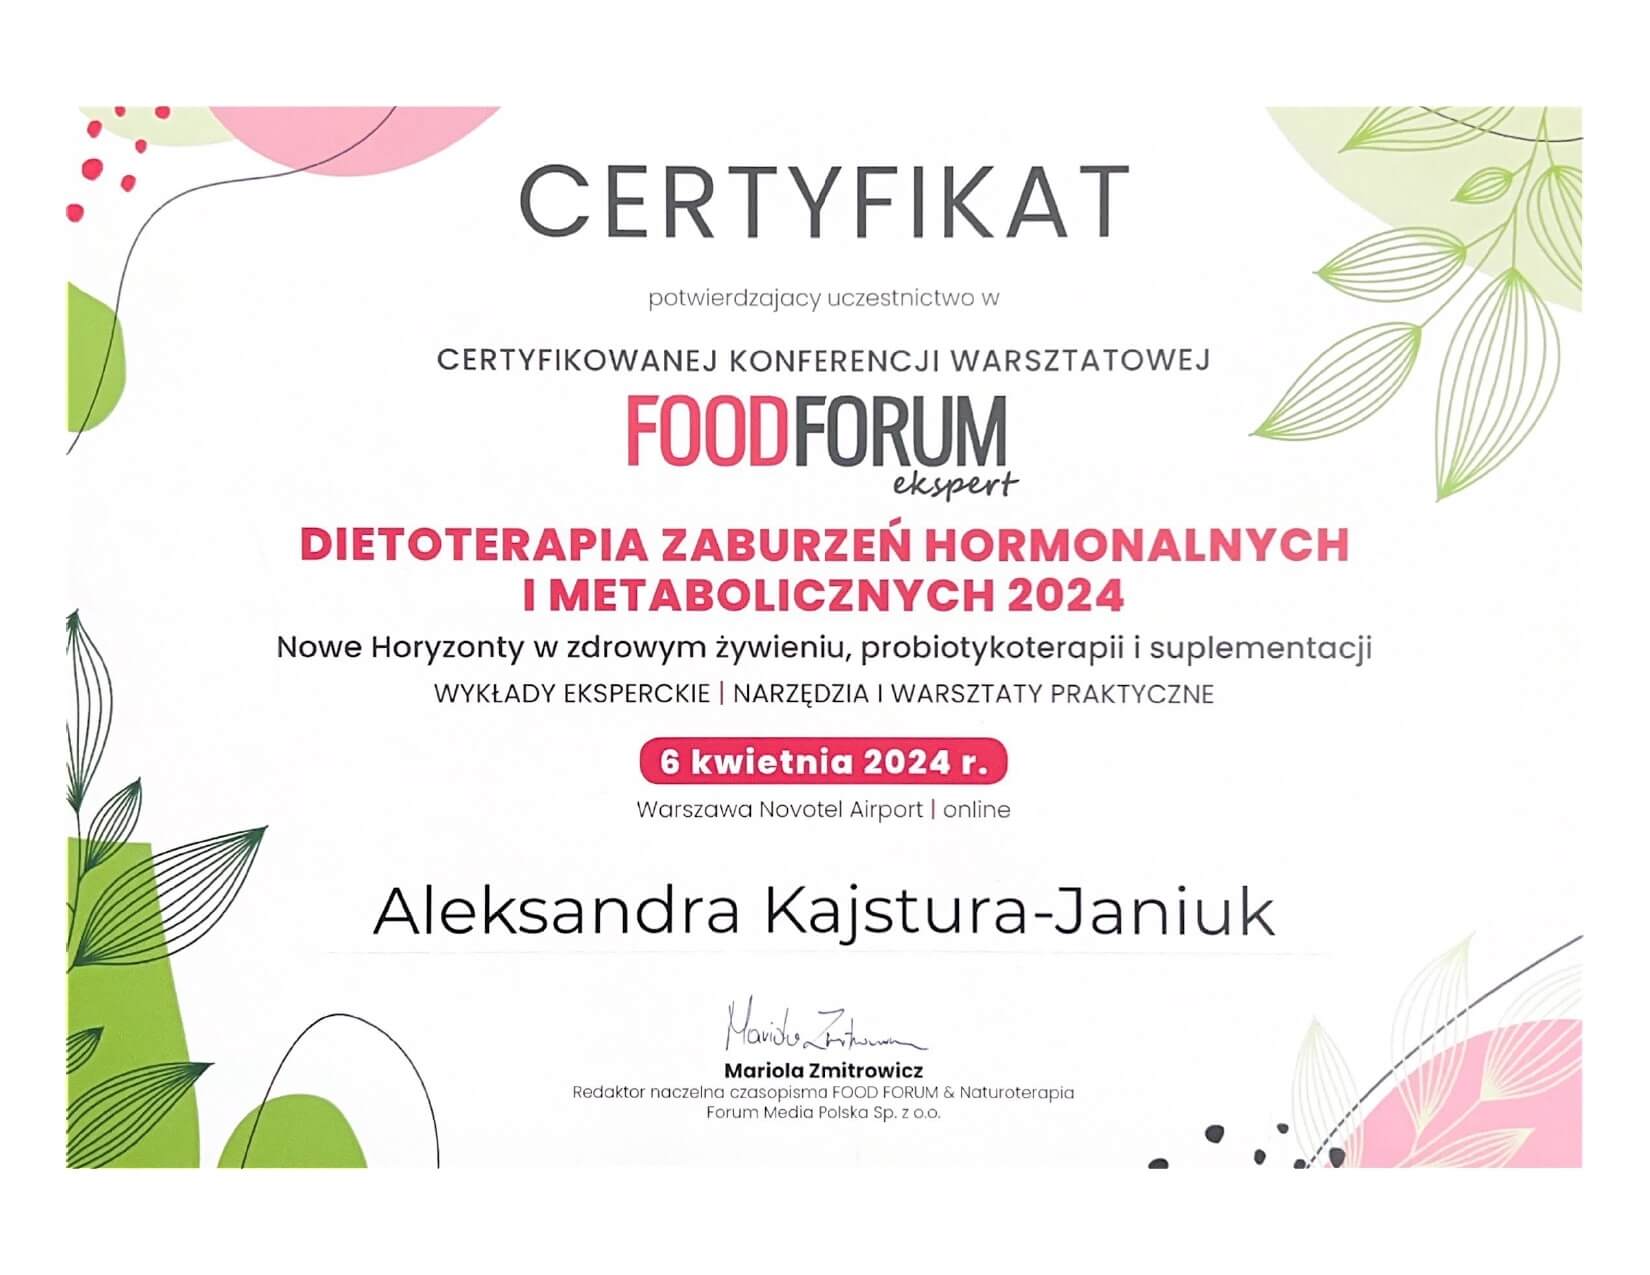 CERTYFIKAT
potwierdzajacy uczestnictwo w
CERTYFIKOWANEJ KONFERENCJI WARSZTATOWEJ
FOODFORUM
ekspert
DIETOTERAPIA ZABURZEŃ HORMONALNYCH
I METABOLICZNYCH 2024
Nowe Horyzonty w zdrowym żywieniu, probiotykoterapii i suplementacji
WYKŁADY EKSPERCKIE | NARZĘDZIA I WARSZTATY PRAKTYCZNE
6 kwietnia 2024 r.
Warszawa Novotel Airport | online
Aleksandra Kajstura-Janiuk
Mariola Zmitrowicz
Mariola Zmitrowicz
Redaktor naczelna czasopisma FOOD FORUM & Naturoterapia
Forum Media Polska Sp. z o.o.